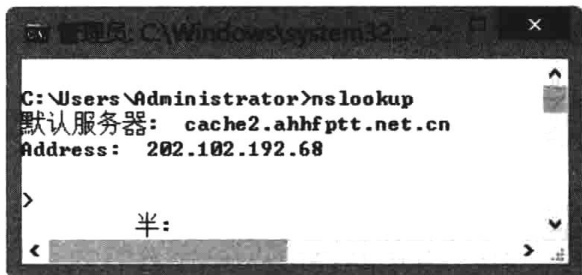 管理员: C:\Windows\system32...
C:\Users\Administrator>nslookup
默认服务器:  cache2.ahhfptt.net.cn
Address:  202.102.192.68
>
半: